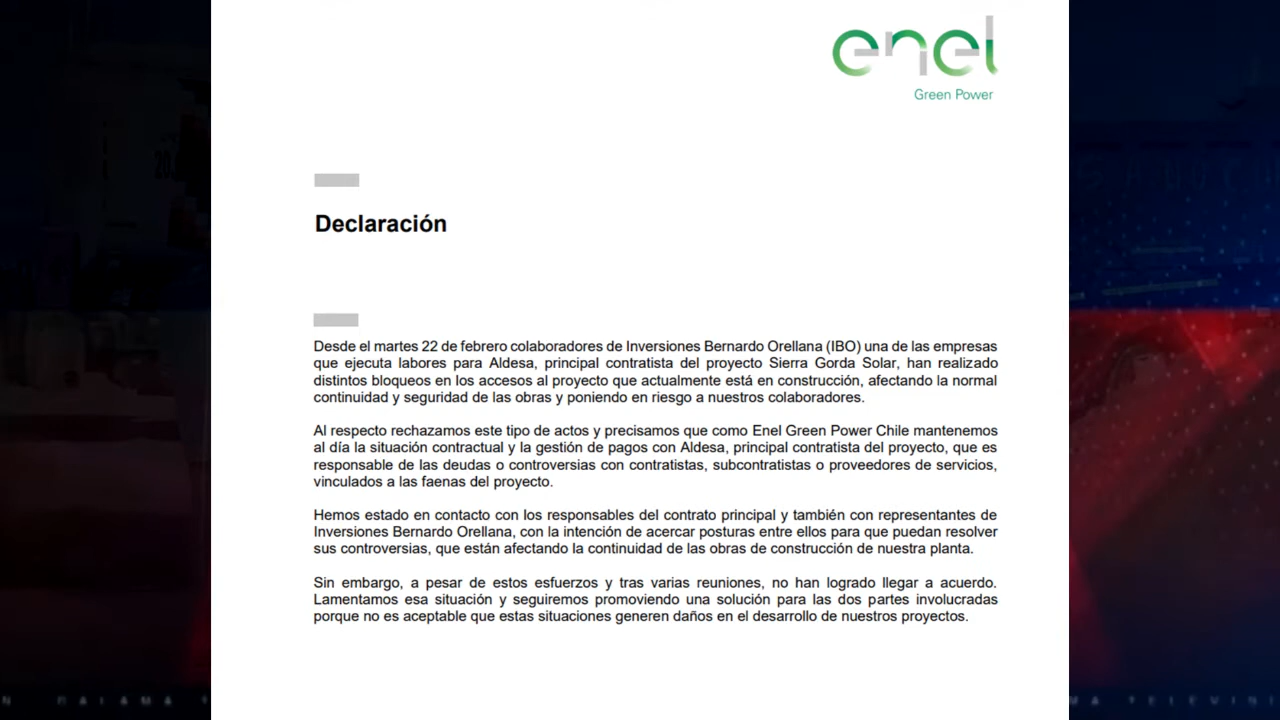 enel
Green Power
Declaración
Desde el martes 22 de febrero colaboradores de Inversiones Bernardo Orellana (IBO) una de las empresas
que ejecuta labores para Aldesa, principal contratista del proyecto Sierra Gorda Solar, han realizado
distintos bloqueos en los accesos al proyecto que actualmente está en construcción, afectando la normal
continuidad y seguridad de las obras y poniendo en riesgo a nuestros colaboradores.
Al respecto rechazamos este tipo de actos y precisamos que como Enel Green Power Chile mantenemos
al día la situación contractual y la gestión de pagos con Aldesa, principal contratista del proyecto, que es
responsable de las deudas o controversias con contratistas, subcontratistas o proveedores de servicios,
vinculados a las faenas del proyecto.
Hemos estado en contacto con los responsables del contrato principal y también con representantes de
Inversiones Bernardo Orellana, con la intención de acercar posturas entre ellos para que puedan resolver
sus controversias, que están afectando la continuidad de las obras de construcción de nuestra planta.
Sin embargo, a pesar de estos esfuerzos y tras varias reuniones, no han logrado llegar a acuerdo.
Lamentamos esa situación y seguiremos promoviendo una solución para las dos partes involucradas
porque no es aceptable que estas situaciones generen daños en el desarrollo de nuestros proyectos.